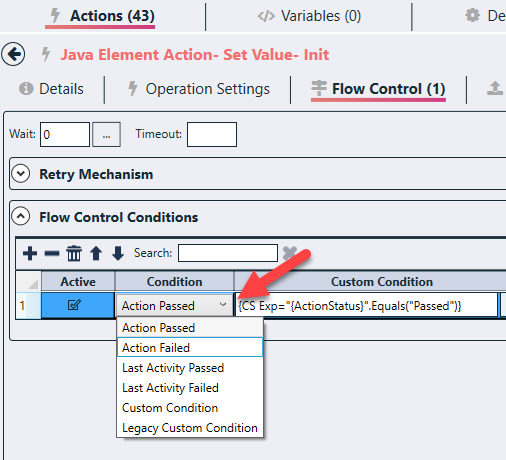 Actions (43) Variables (0) De
Java Element Action- Set Value- Init
Details Operation Settings Flow Control (1)
Wait: 0 ... Timeout:
Retry Mechanism
Flow Control Conditions
Search:
Active Condition Custom Condition
1 Action Passed {CS Exp="{ActionStatus}".Equals("Passed")}
Action Passed
Action Failed
Last Activity Passed
Last Activity Failed
Custom Condition
Legacy Custom Condition